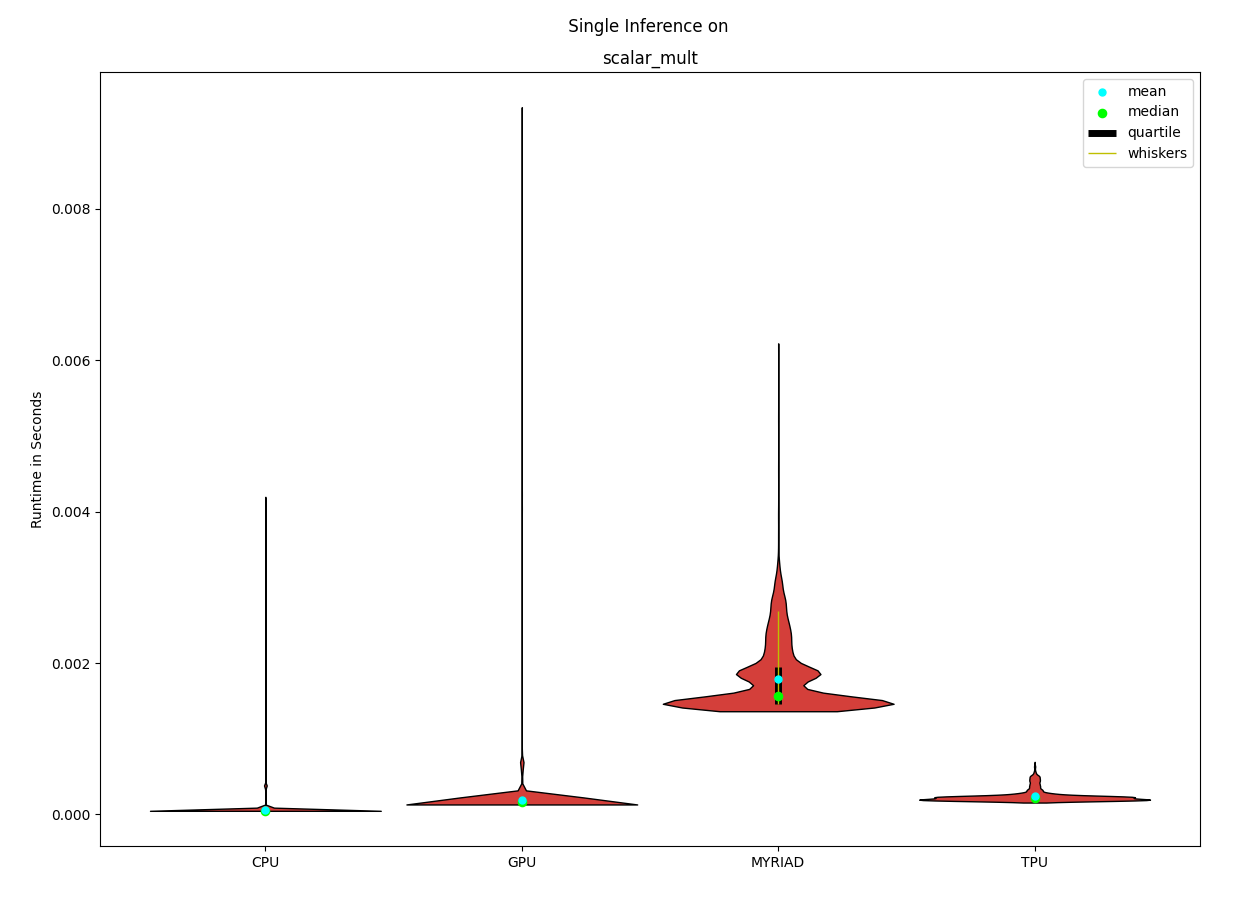 Single Inference on
scalar_mult
mean
median
quartile
whiskers
0.008
0.006
0.004
0.002
0.000
Runtime in Seconds
CPU
GPU
MYRIAD
TPU